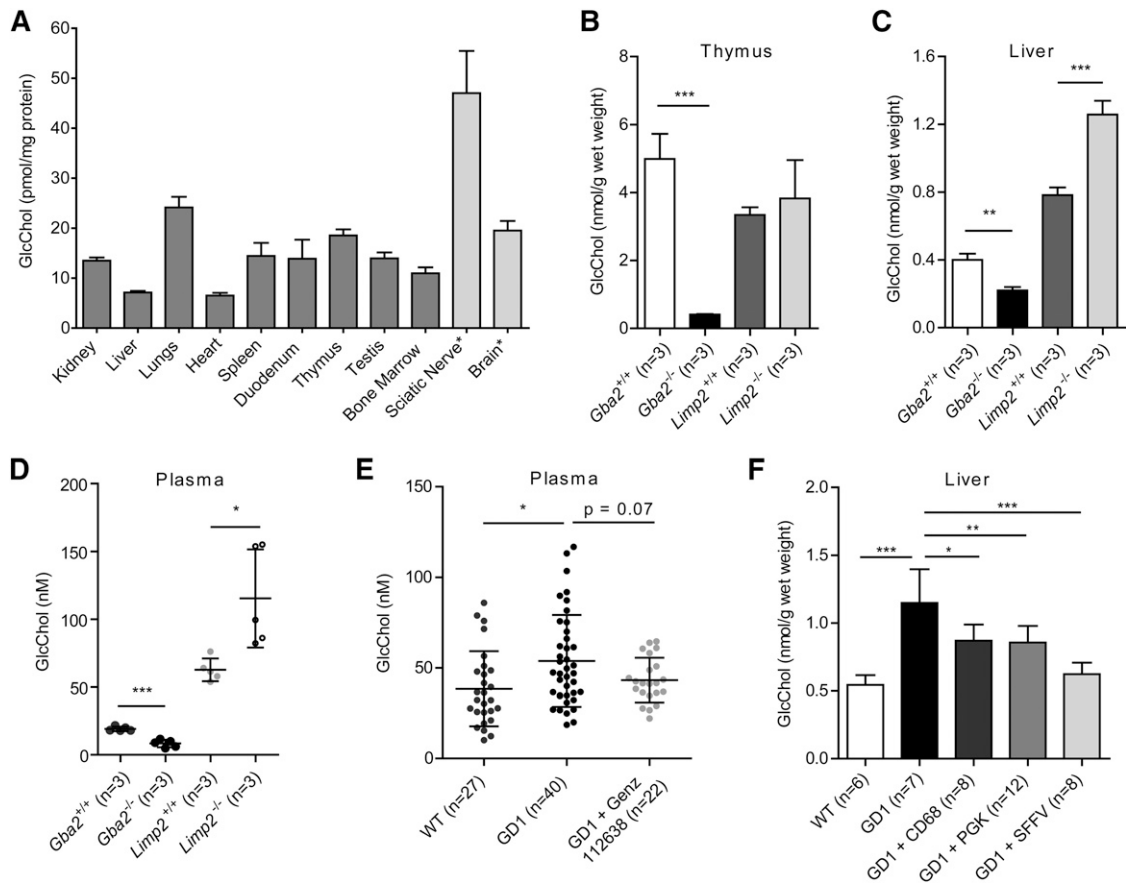 A
GlcChol (pmol/mg protein)
60
50
40
30
20
10
0
Kidney
Liver
Lungs
Heart
Spleen
Duodenum
Thymus
Testis
Bone Marrow
Sciatic Nerve*
Brain*
B
Thymus
GlcChol (nmol/g wet weight)
8
6
4
2
0
***
Gba2+/+ (n=3)
Gba2-/- (n=3)
Limp2+/+ (n=3)
Limp2-/- (n=3)
C
Liver
GlcChol (nmol/g wet weight)
1.6
1.2
0.8
0.4
0.0
**
***
Gba2+/+ (n=3)
Gba2-/- (n=3)
Limp2+/+ (n=3)
Limp2-/- (n=3)
D
Plasma
GlcChol (nM)
200
150
100
50
0
***
*
Gba2+/+ (n=3)
Gba2-/- (n=3)
Limp2+/+ (n=3)
Limp2-/- (n=3)
E
Plasma
GlcChol (nM)
150
100
50
0
*
p = 0.07
WT (n=27)
GD1 (n=40)
GD1 + Genz
112638 (n=22)
F
Liver
GlcChol (nmol/g wet weight)
2.0
1.5
1.0
0.5
0.0
***
*
**
***
WT (n=6)
GD1 (n=7)
GD1 + CD68 (n=8)
GD1 + PGK (n=12)
GD1 + SFFV (n=8)